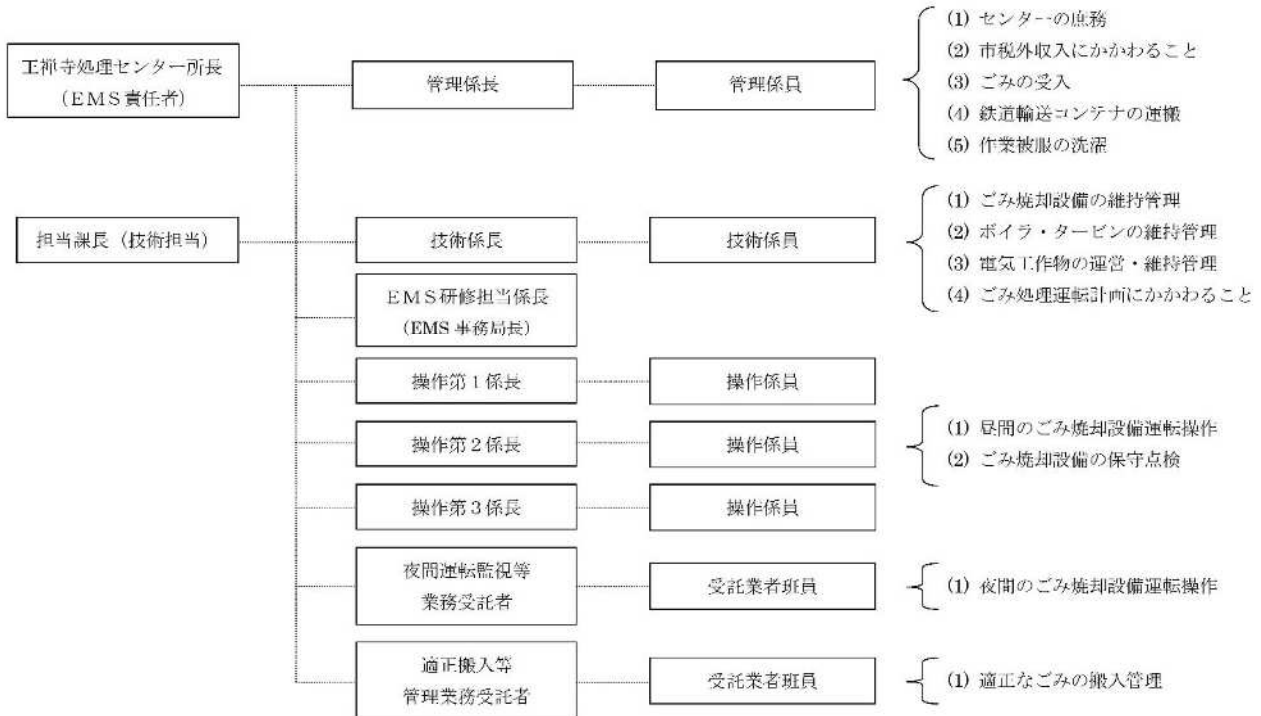 王禅寺処理センター所長
(EMS責任者)
管理係長
管理係員
(1) センターの庶務
(2) 市税外収入にかかわること
(3) ごみの受入
(4) 鉄道輸送コンテナの運搬
(5) 作業被服の洗濯
担当課長（技術担当）
技術係長
技術係員
(1) ごみ焼却設備の維持管理
(2) ボイラ・タービンの維持管理
(3) 電気工作物の運営・維持管理
(4) ごみ処理運転計画にかかわること
EMS研修担当係長
(EMS事務局長)
操作第1係長
操作係員
操作第2係長
操作係員
(1) 昼間のごみ焼却設備運転操作
(2) ごみ焼却設備の保守点検
操作第3係長
操作係員
夜間運転監視等
業務受託者
受託業者班員
(1) 夜間のごみ焼却設備運転操作
適正搬入等
管理業務受託者
受託業者班員
(1) 適正なごみの搬入管理